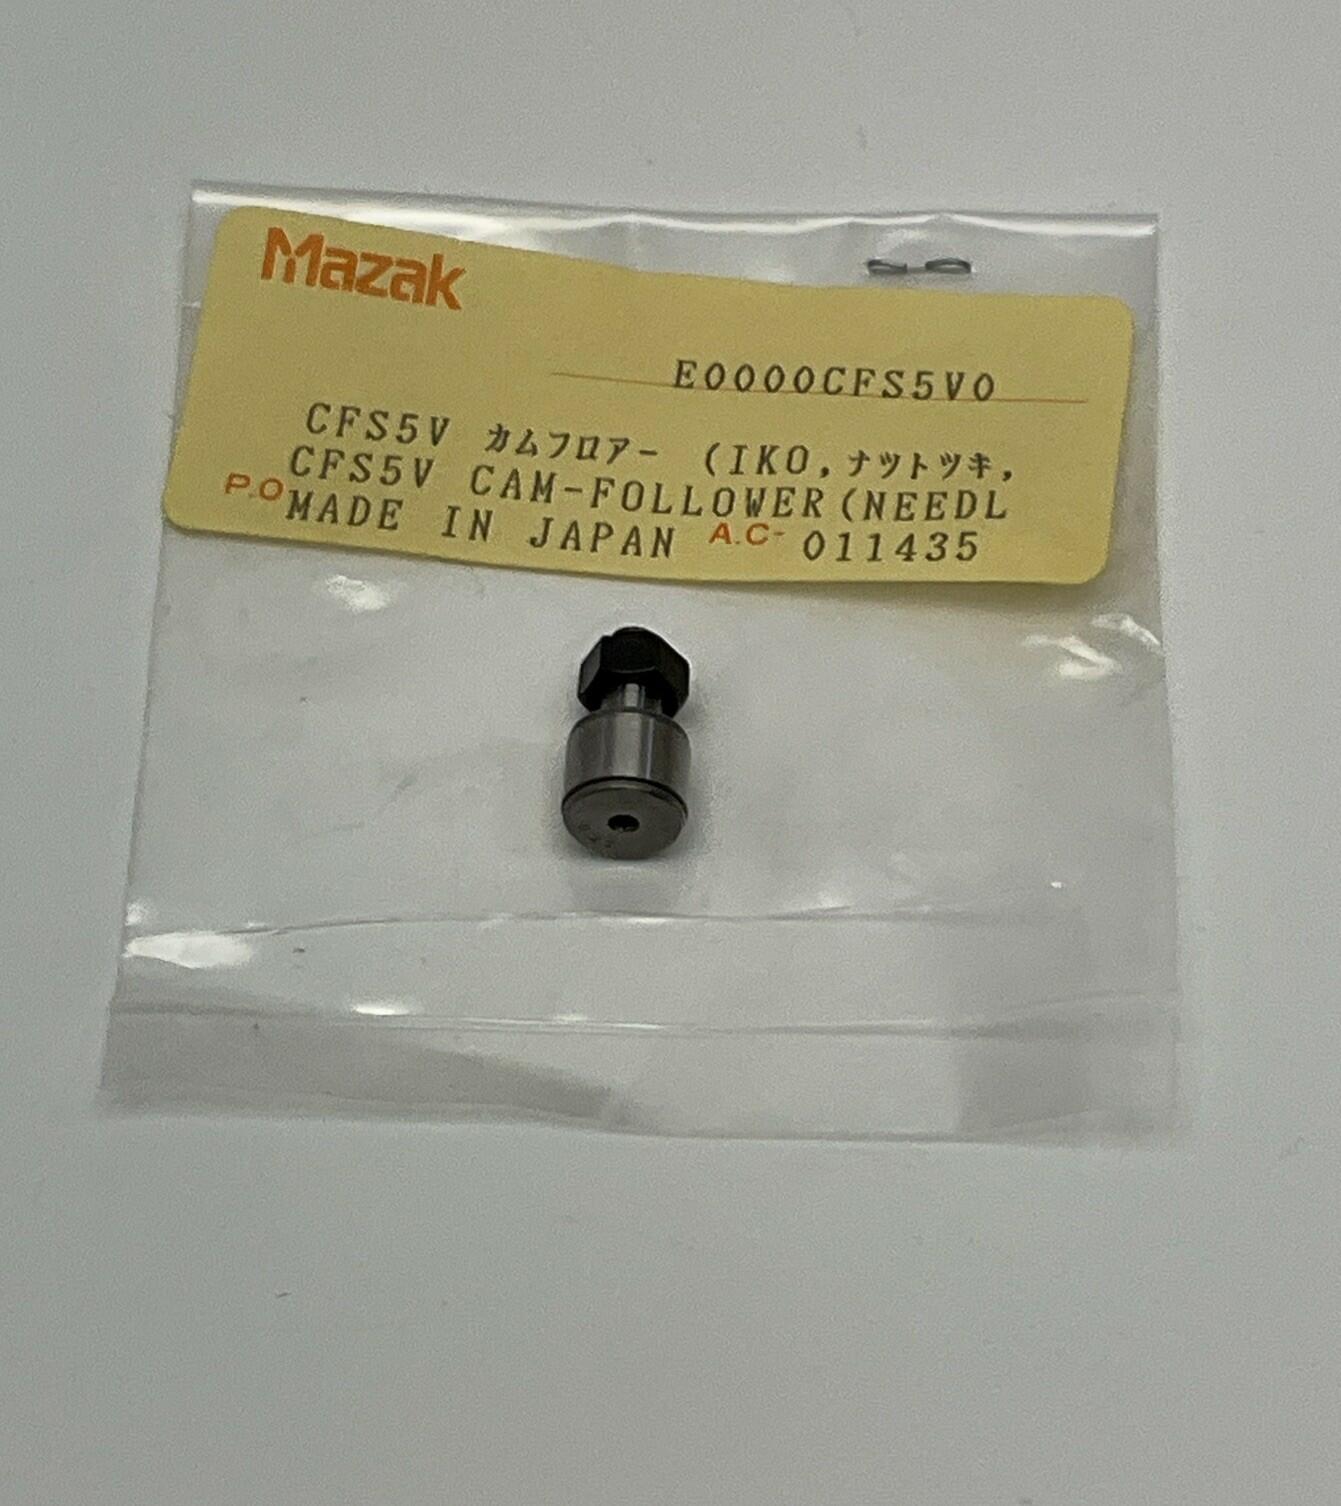 Mazak
E0000CFS5V0
CFS5V カムフロアー (IKO,ナットツキ,
CFS5V CAM-FOLLOWER(NEEDL
P.O MADE IN JAPAN A.C- 011435